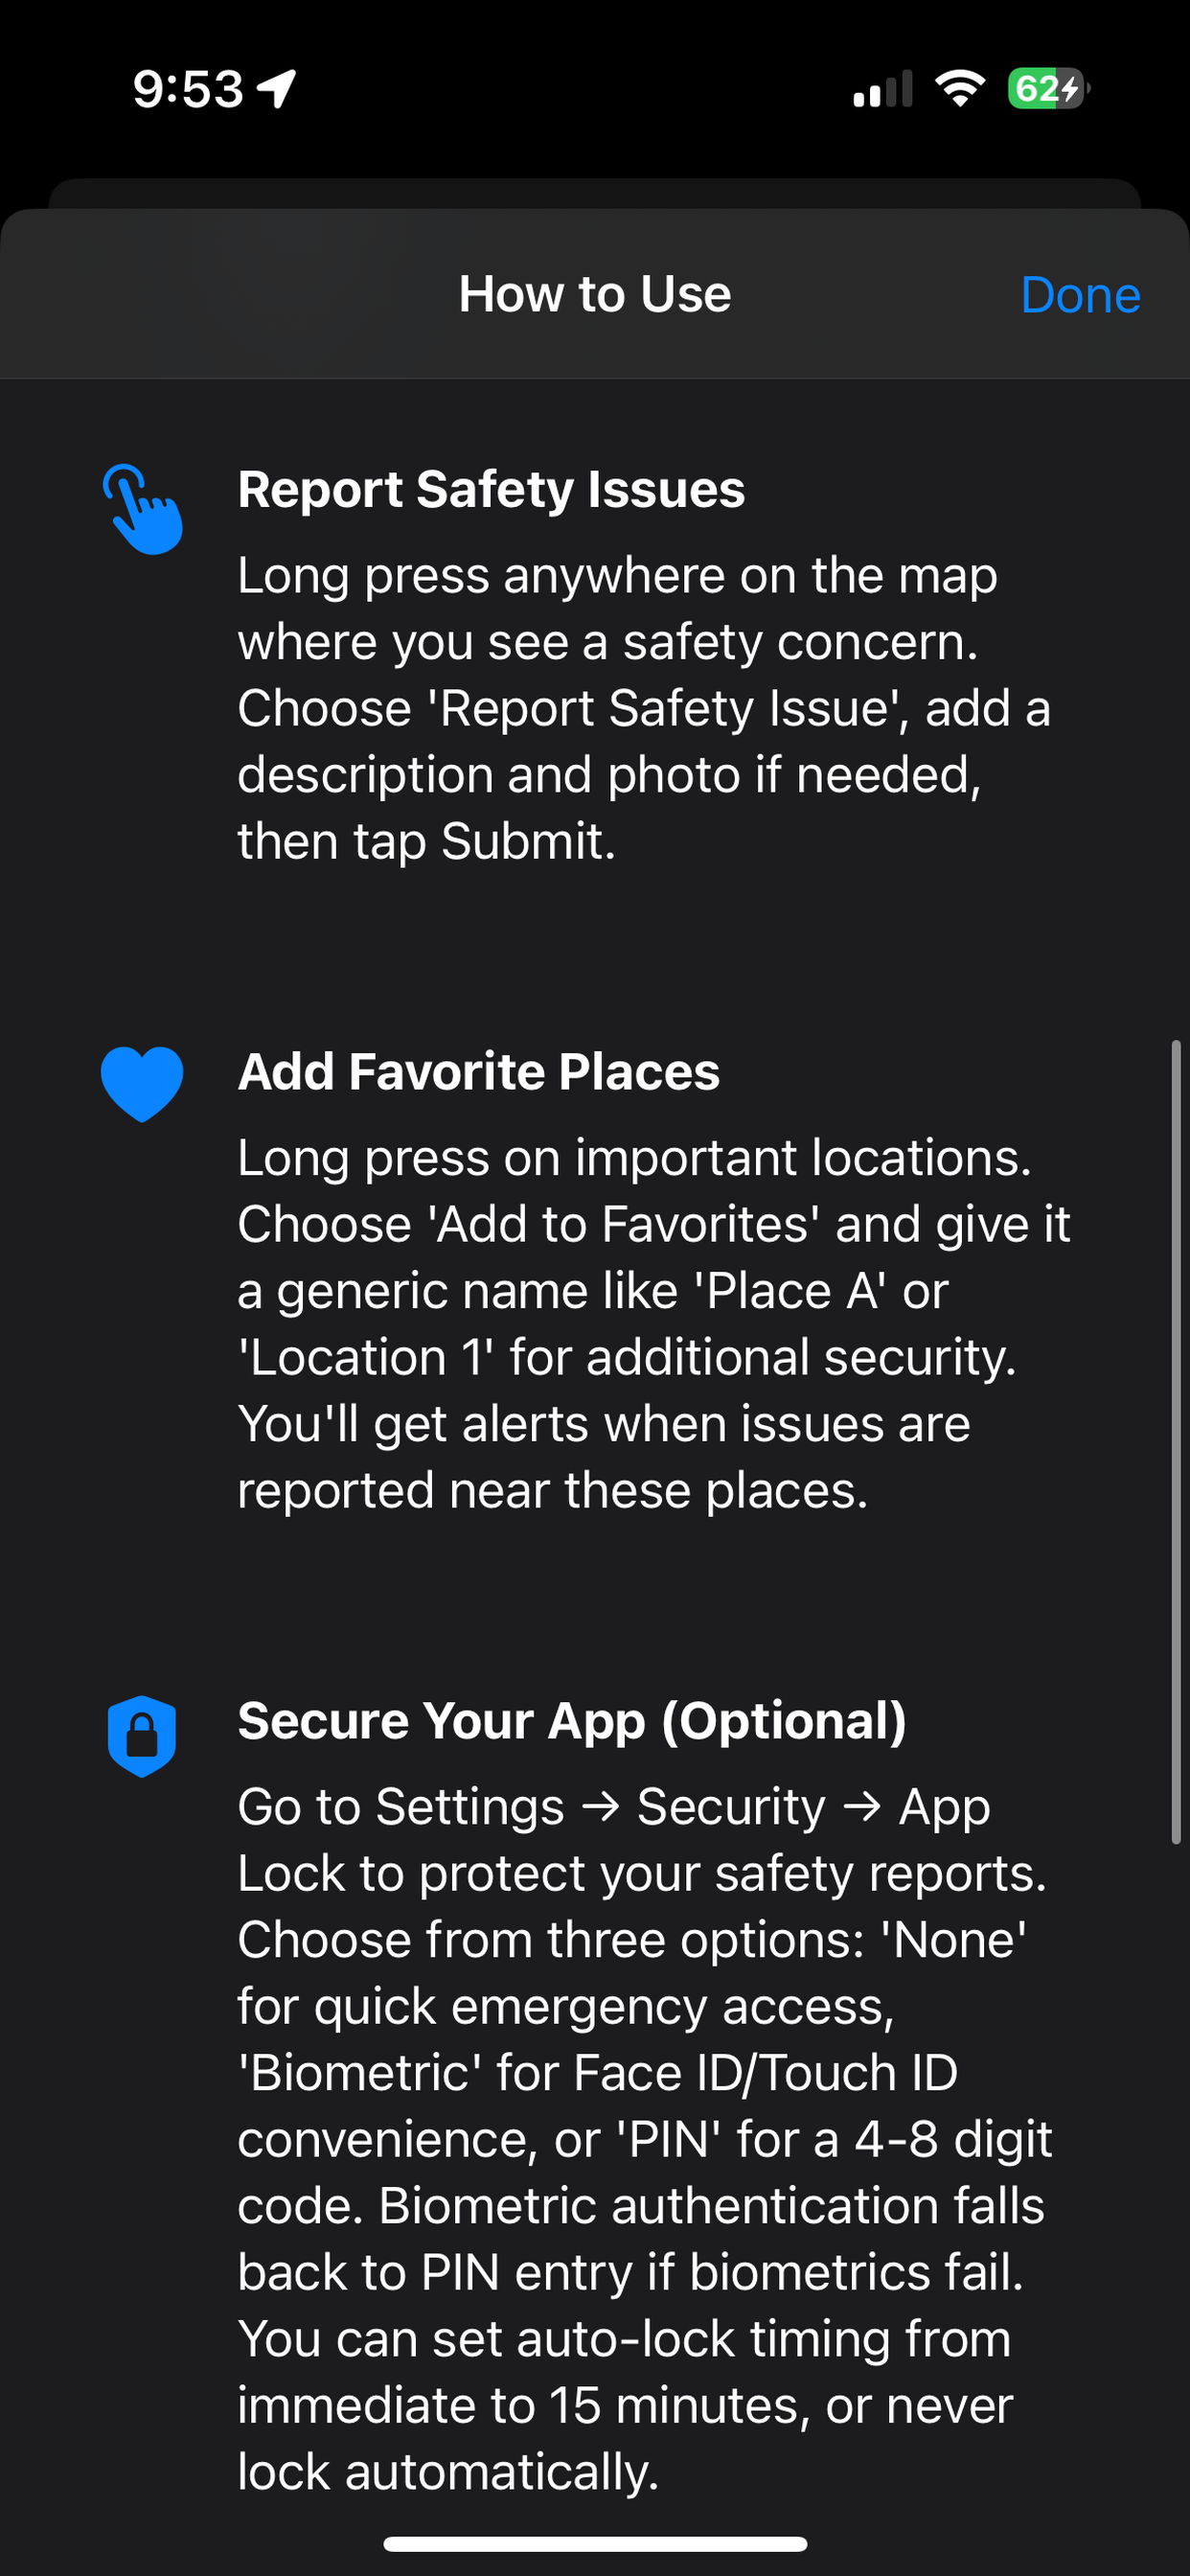 9:53
62
How to Use
Done
Report Safety Issues
Long press anywhere on the map
where you see a safety concern.
Choose 'Report Safety Issue', add a
description and photo if needed,
then tap Submit.
Add Favorite Places
Long press on important locations.
Choose 'Add to Favorites' and give it
a generic name like 'Place A' or
'Location 1' for additional security.
You'll get alerts when issues are
reported near these places.
Secure Your App (Optional)
Go to Settings → Security → App
Lock to protect your safety reports.
Choose from three options: 'None'
for quick emergency access,
'Biometric' for Face ID/Touch ID
convenience, or 'PIN' for a 4-8 digit
code. Biometric authentication falls
back to PIN entry if biometrics fail.
You can set auto-lock timing from
immediate to 15 minutes, or never
lock automatically.